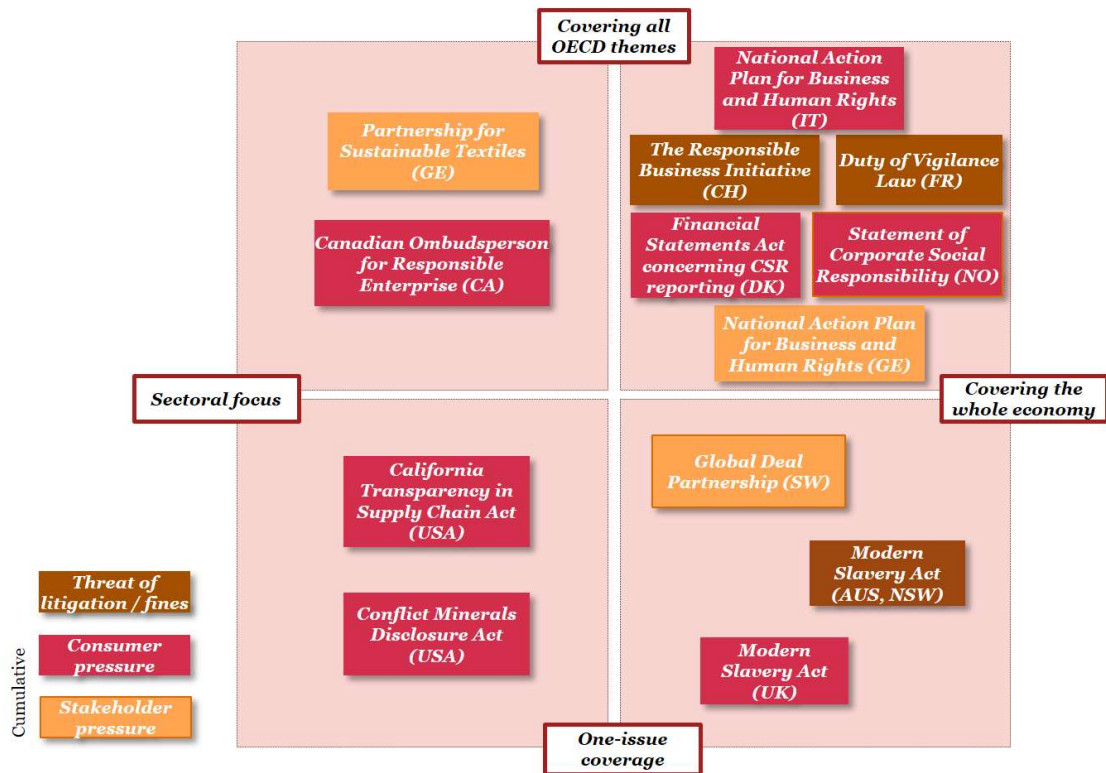 Covering all
OECD themes
National Action
Plan for Business
and Human Rights
(IT)
Partnership for
Sustainable Textiles
(GE)
The Responsible
Business Initiative
(CH)
Duty of Vigilance
Law (FR)
Canadian Ombudsperson
for Responsible
Enterprise (CA)
Financial
Statements Act
concerning CSR
reporting (DK)
Statement of
Corporate Social
Responsibility (NO)
National Action Plan
for Business and
Human Rights (GE)
Sectoral focus
Covering the
whole economy
California
Transparency in
Supply Chain Act
(USA)
Global Deal
Partnership (SW)
Modern
Slavery Act
(AUS, NSW)
Conflict Minerals
Disclosure Act
(USA)
Modern
Slavery Act
(UK)
Cumulative
Threat of
litigation / fines
Consumer
pressure
Stakeholder
pressure
One-issue
coverage